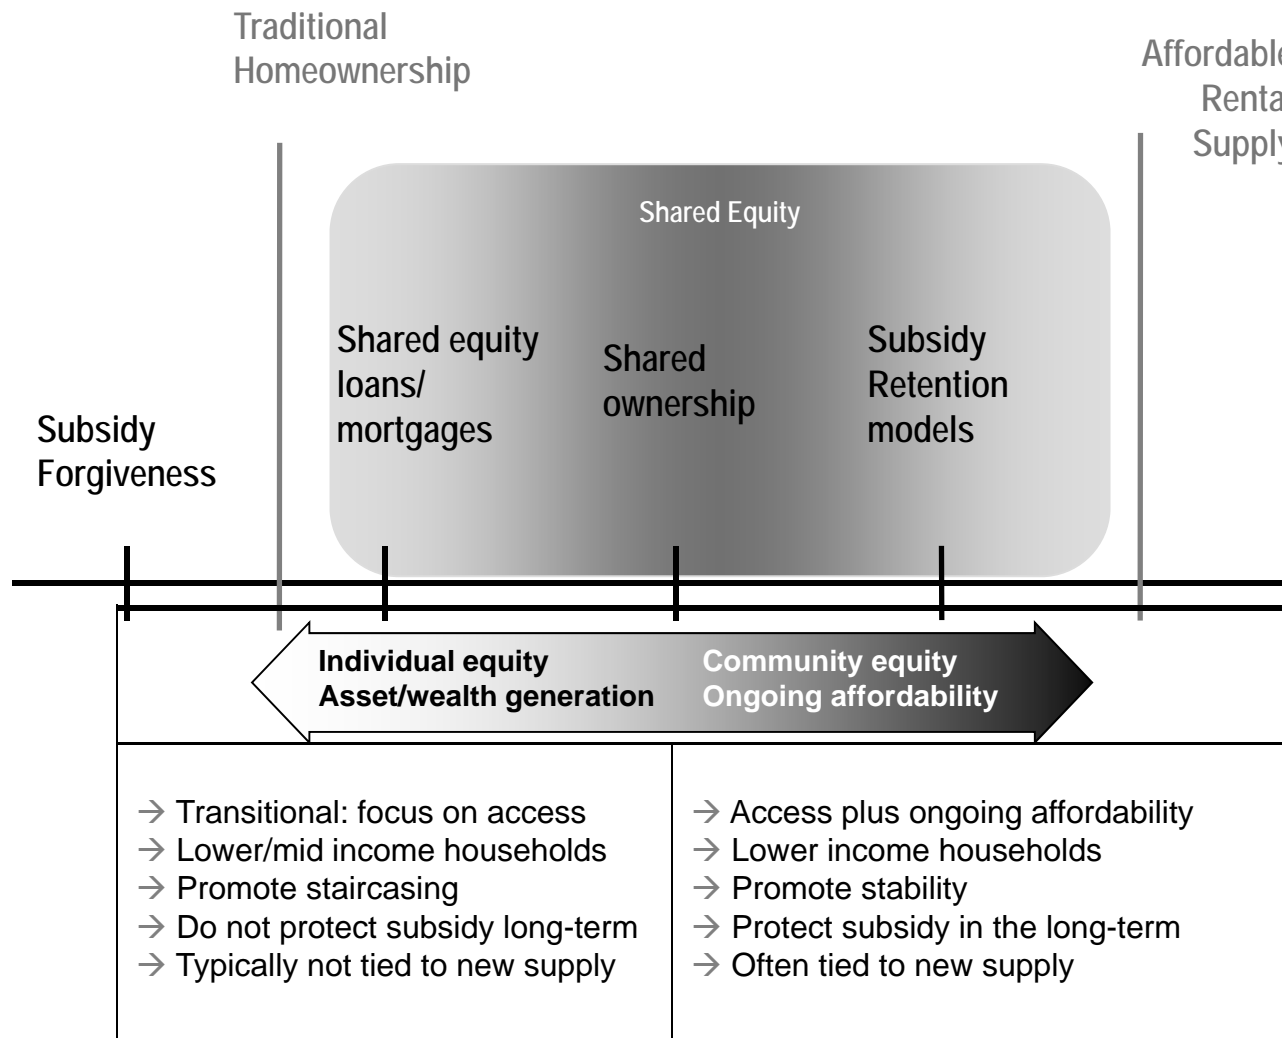 Traditional
Homeownership
Affordable
Rental
Supply
Shared Equity
Shared equity
loans/
mortgages
Shared
ownership
Subsidy
Retention
models
Subsidy
Forgiveness
Individual equity
Asset/wealth generation
Community equity
Ongoing affordability
→ Transitional: focus on access
→ Lower/mid income households
→ Promote staircasing
→ Do not protect subsidy long-term
→ Typically not tied to new supply
→ Access plus ongoing affordability
→ Lower income households
→ Promote stability
→ Protect subsidy in the long-term
→ Often tied to new supply